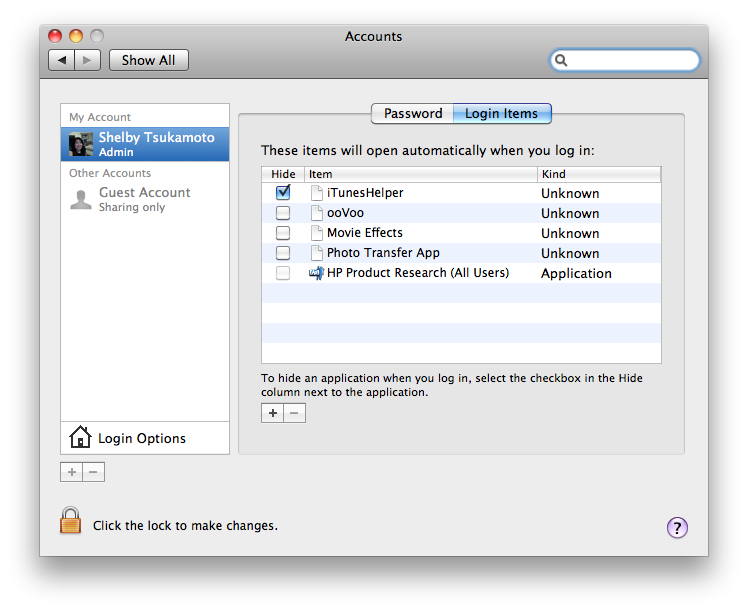 Accounts
Show All
My Account
Shelby Tsukamoto
Admin
Other Accounts
Guest Account
Sharing only
Login Options
Password Login Items
These items will open automatically when you log in:
Hide Item Kind
iTunesHelper Unknown
ooVoo Unknown
Movie Effects Unknown
Photo Transfer App Unknown
HP Product Research (All Users) Application
To hide an application when you log in, select the checkbox in the Hide
column next to the application.
+ −
+ −
Click the lock to make changes.
?